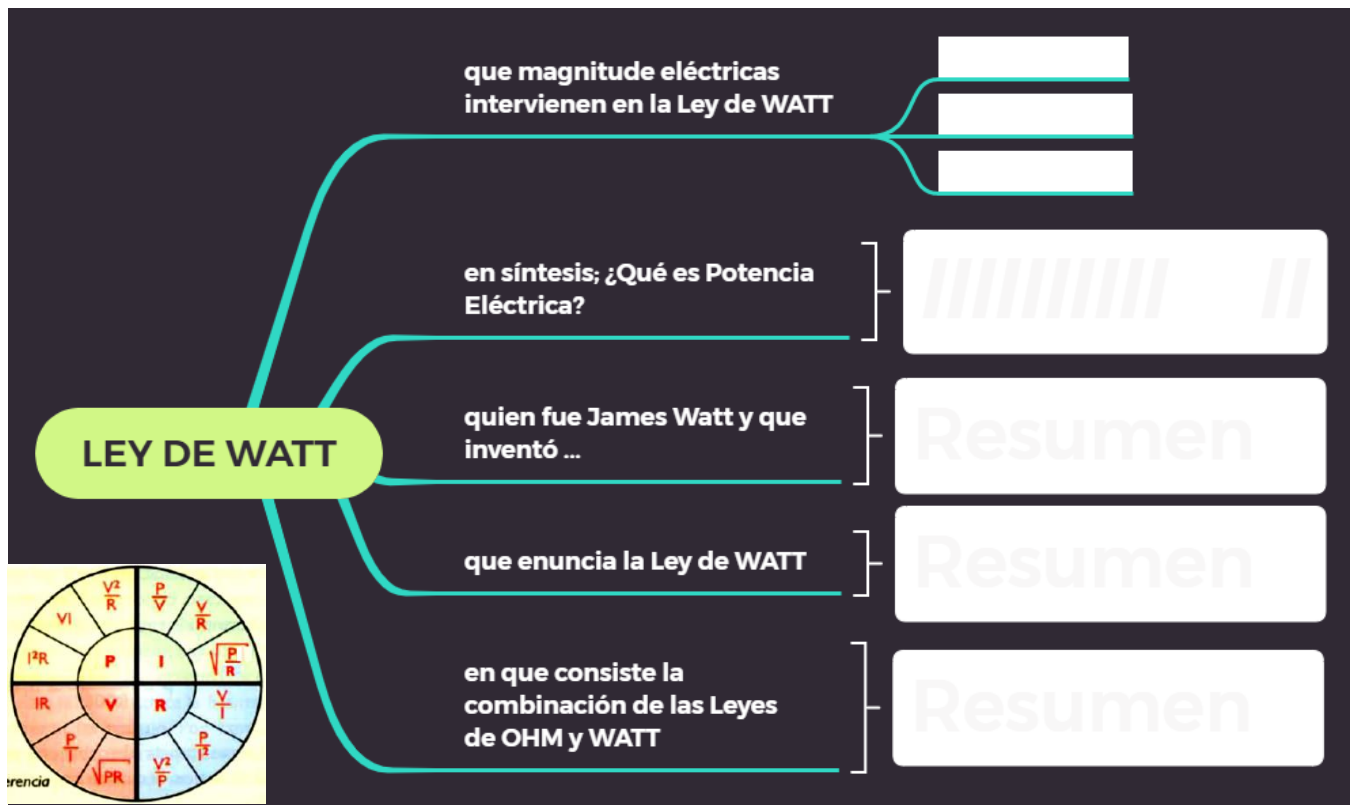 que magnitude eléctricas
intervienen en la Ley de WATT
en síntesis; ¿Qué es Potencia
Eléctrica?
quien fue James Watt y que
inventó ...
Resumen
LEY DE WATT
que enuncia la Ley de WATT
Resumen
en que consiste la
combinación de las Leyes
de OHM y WATT
Resumen
V²/R
P/V
VI
V/R
I²R
P
I
√P/R
IR
V
R
V/I
P/I
√PR
V²/P
P/I²
erencia